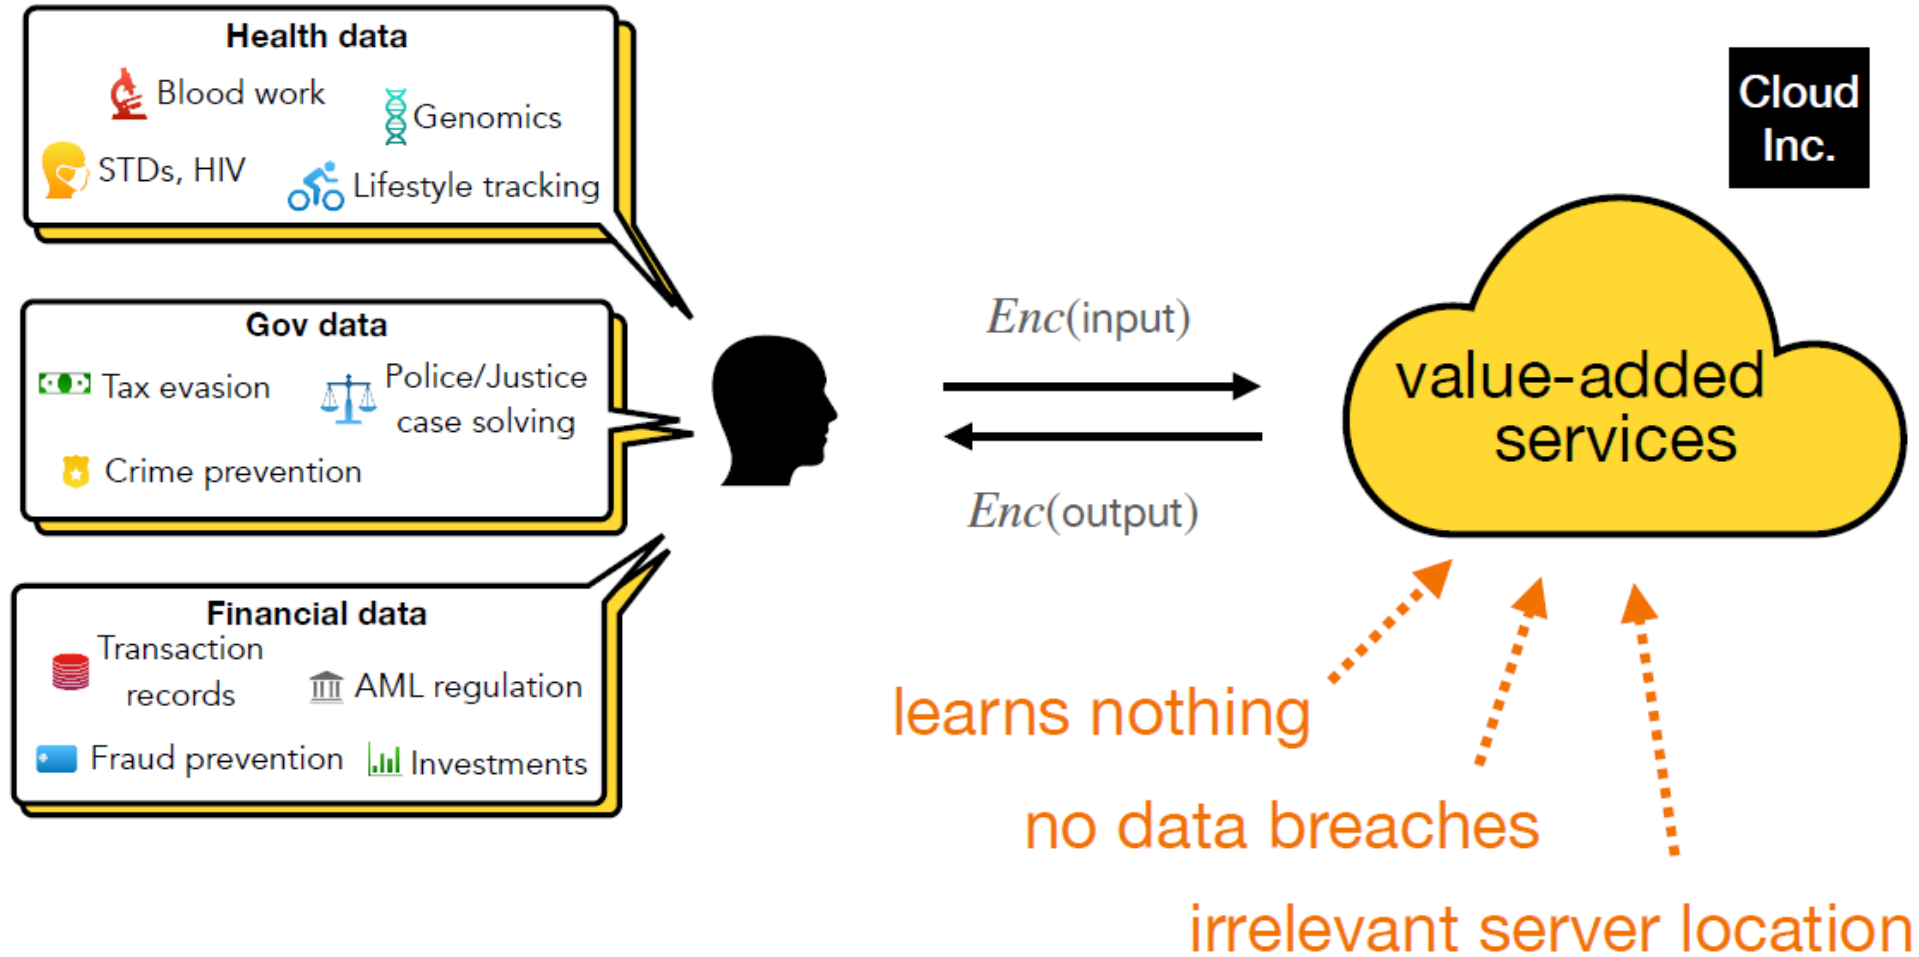 Health data
Blood work
Genomics
STDs, HIV
Lifestyle tracking
Gov data
Tax evasion
Police/Justice
case solving
Crime prevention
Financial data
Transaction
records
AML regulation
Fraud prevention
Investments
Enc(input)
Enc(output)
Cloud
Inc.
value-added
services
learns nothing
no data breaches
irrelevant server location